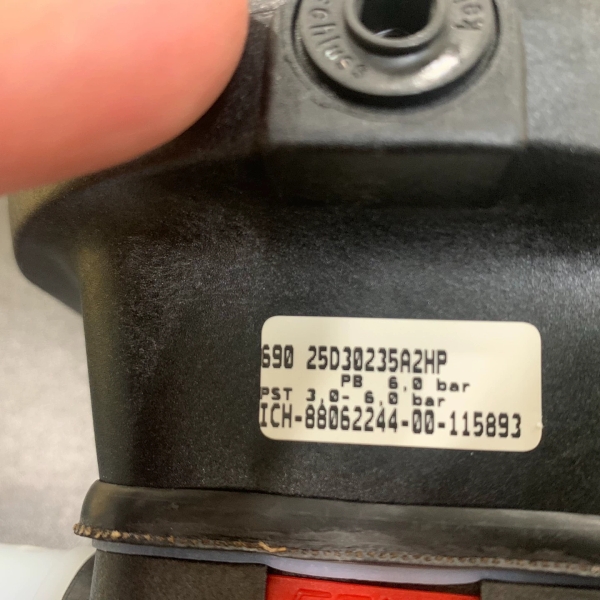 690 25D30235A2HP
PB 6,0 bar
PST 3,0- 6,0 bar
ICH-88062244-00-115893